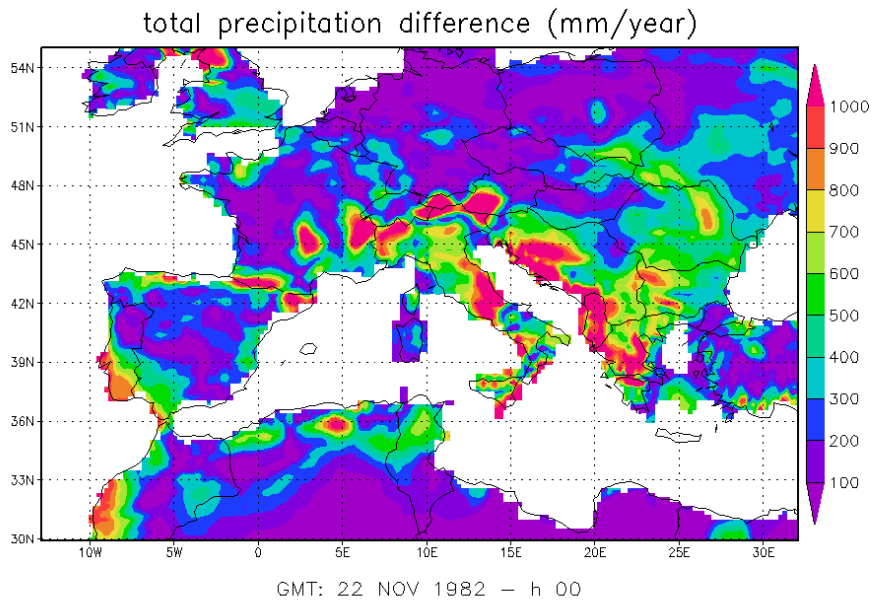 total precipitation difference (mm/year)
54N
51N
48N
45N
42N
39N
36N
33N
30N
10W 5W 0 5E 10E 15E 20E 25E 30E
1000
900
800
700
600
500
400
300
200
100
GMT: 22 NOV 1982 – h 00